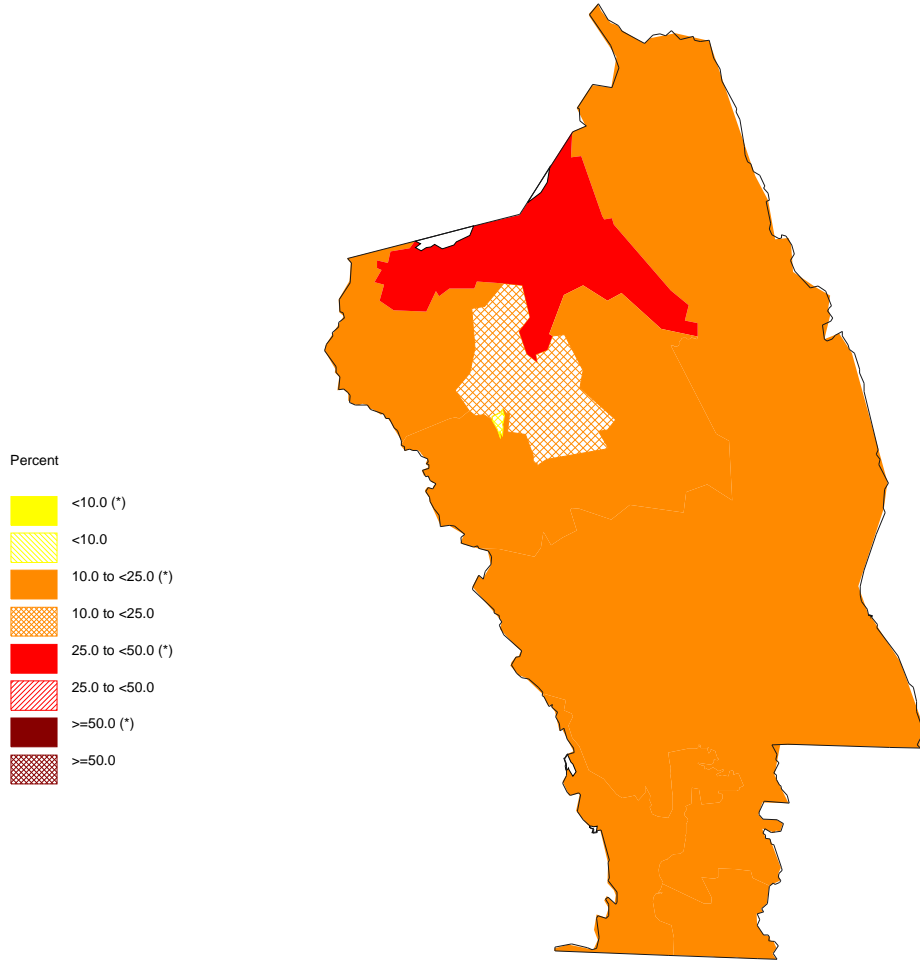 Percent
<10.0 (*)
<10.0
10.0 to <25.0 (*)
10.0 to <25.0
25.0 to <50.0 (*)
25.0 to <50.0
>=50.0 (*)
>=50.0